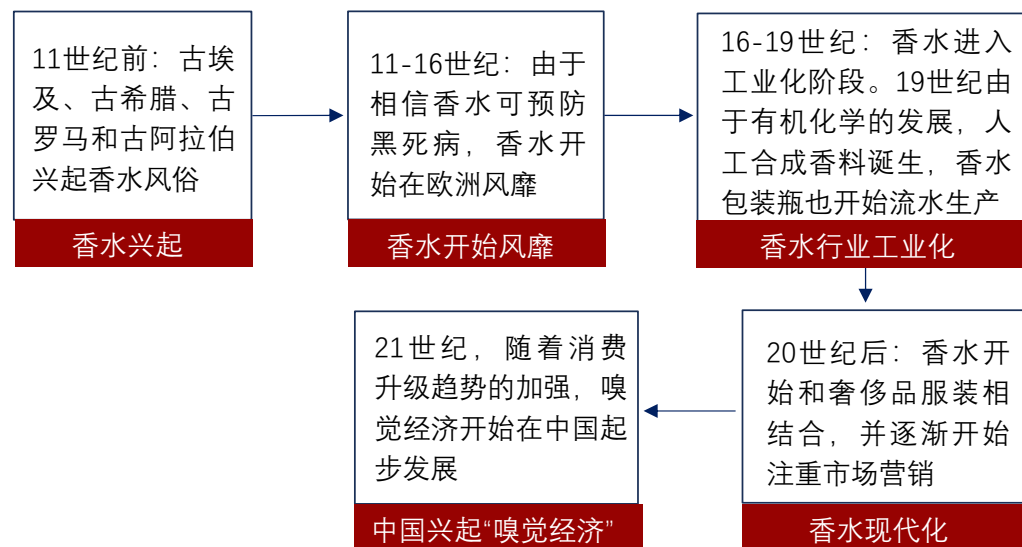 11世纪前：古埃
及、古希腊、古
罗马和古阿拉伯
兴起香水风俗
香水兴起
11-16世纪：由于
相信香水可预防
黑死病，香水开
始在欧洲风靡
香水开始风靡
16-19世纪：香水进入
工业化阶段。19世纪由
于有机化学的发展，人
工合成香料诞生，香水
包装瓶也开始流水生产
香水行业工业化
20世纪后：香水开
始和奢侈品服装相
结合，并逐渐开始
注重市场营销
香水现代化
21世纪，随着消费
升级趋势的加强，嗅
觉经济开始在中国起
步发展
中国兴起“嗅觉经济”